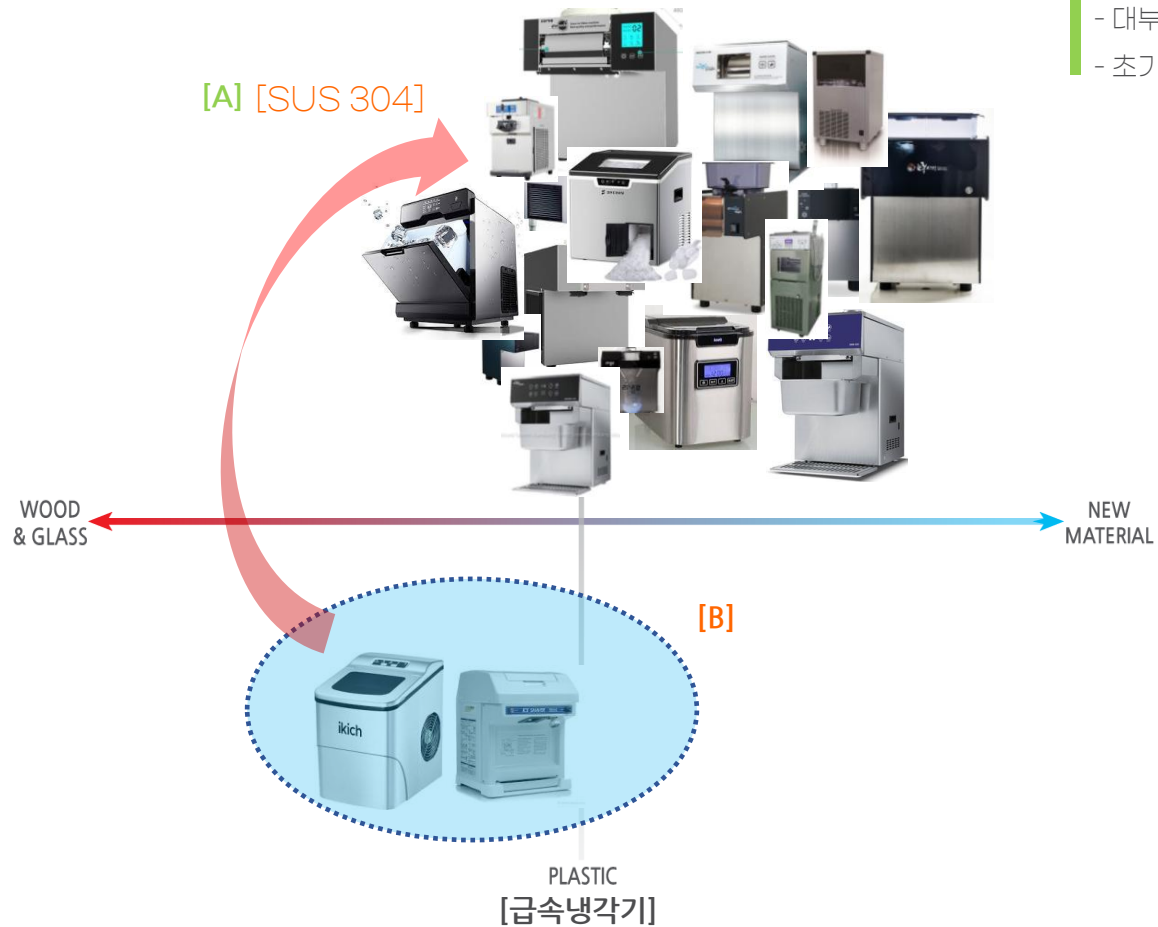 - 대부
- 초기
[A] [SUS 304]
WOOD
& GLASS
NEW
MATERIAL
[B]
ikich
PLASTIC
[급속냉각기]